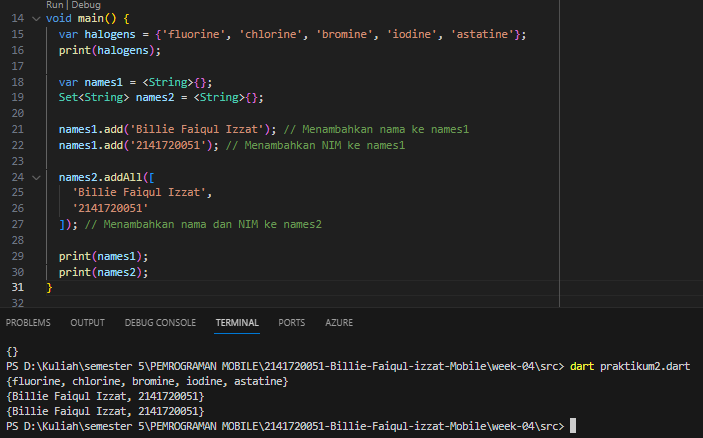 Run | Debug
14 void main() {
15 var halogens = {'fluorine', 'chlorine', 'bromine', 'iodine', 'astatine'};
16 print(halogens);
17
18 var names1 = <String>{};
19 Set<String> names2 = <String>{};
20
21 names1.add('Billie Faiqul Izzat'); // Menambahkan nama ke names1
22 names1.add('2141720051'); // Menambahkan NIM ke names1
23
24 names2.addAll([
25 'Billie Faiqul Izzat',
26 '2141720051'
27 ]); // Menambahkan nama dan NIM ke names2
28
29 print(names1);
30 print(names2);
31 }
32
PROBLEMS OUTPUT DEBUG CONSOLE TERMINAL PORTS AZURE
{}
PS D:\Kuliah\semester 5\PEMROGRAMAN MOBILE\2141720051-Billie-Faiqul-izzat-Mobile\week-04\src> dart praktikum2.dart
{fluorine, chlorine, bromine, iodine, astatine}
{Billie Faiqul Izzat, 2141720051}
{Billie Faiqul Izzat, 2141720051}
PS D:\Kuliah\semester 5\PEMROGRAMAN MOBILE\2141720051-Billie-Faiqul-izzat-Mobile\week-04\src>